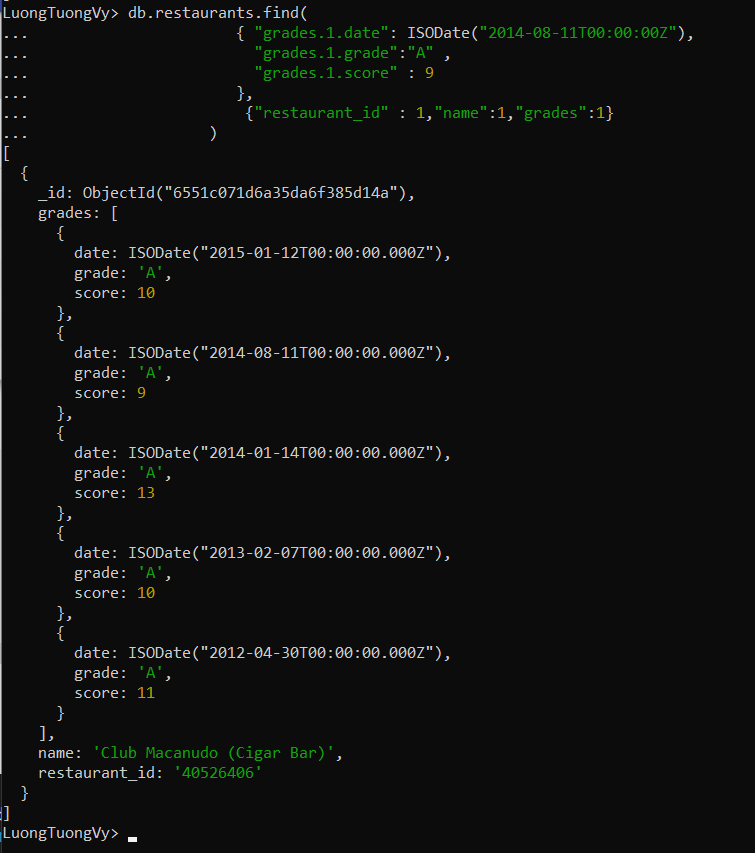 LuongTuongVy> db.restaurants.find(
...                       { "grades.1.date": ISODate("2014-08-11T00:00:00Z"),
...                         "grades.1.grade":"A" ,
...                         "grades.1.score" : 9
...                       },
...                        {"restaurant_id" : 1,"name":1,"grades":1}
...                    )
[
  {
    _id: ObjectId("6551c071d6a35da6f385d14a"),
    grades: [
      {
        date: ISODate("2015-01-12T00:00:00.000Z"),
        grade: 'A',
        score: 10
      },
      {
        date: ISODate("2014-08-11T00:00:00.000Z"),
        grade: 'A',
        score: 9
      },
      {
        date: ISODate("2014-01-14T00:00:00.000Z"),
        grade: 'A',
        score: 13
      },
      {
        date: ISODate("2013-02-07T00:00:00.000Z"),
        grade: 'A',
        score: 10
      },
      {
        date: ISODate("2012-04-30T00:00:00.000Z"),
        grade: 'A',
        score: 11
      }
    ],
    name: 'Club Macanudo (Cigar Bar)',
    restaurant_id: '40526406'
  }
]
LuongTuongVy>